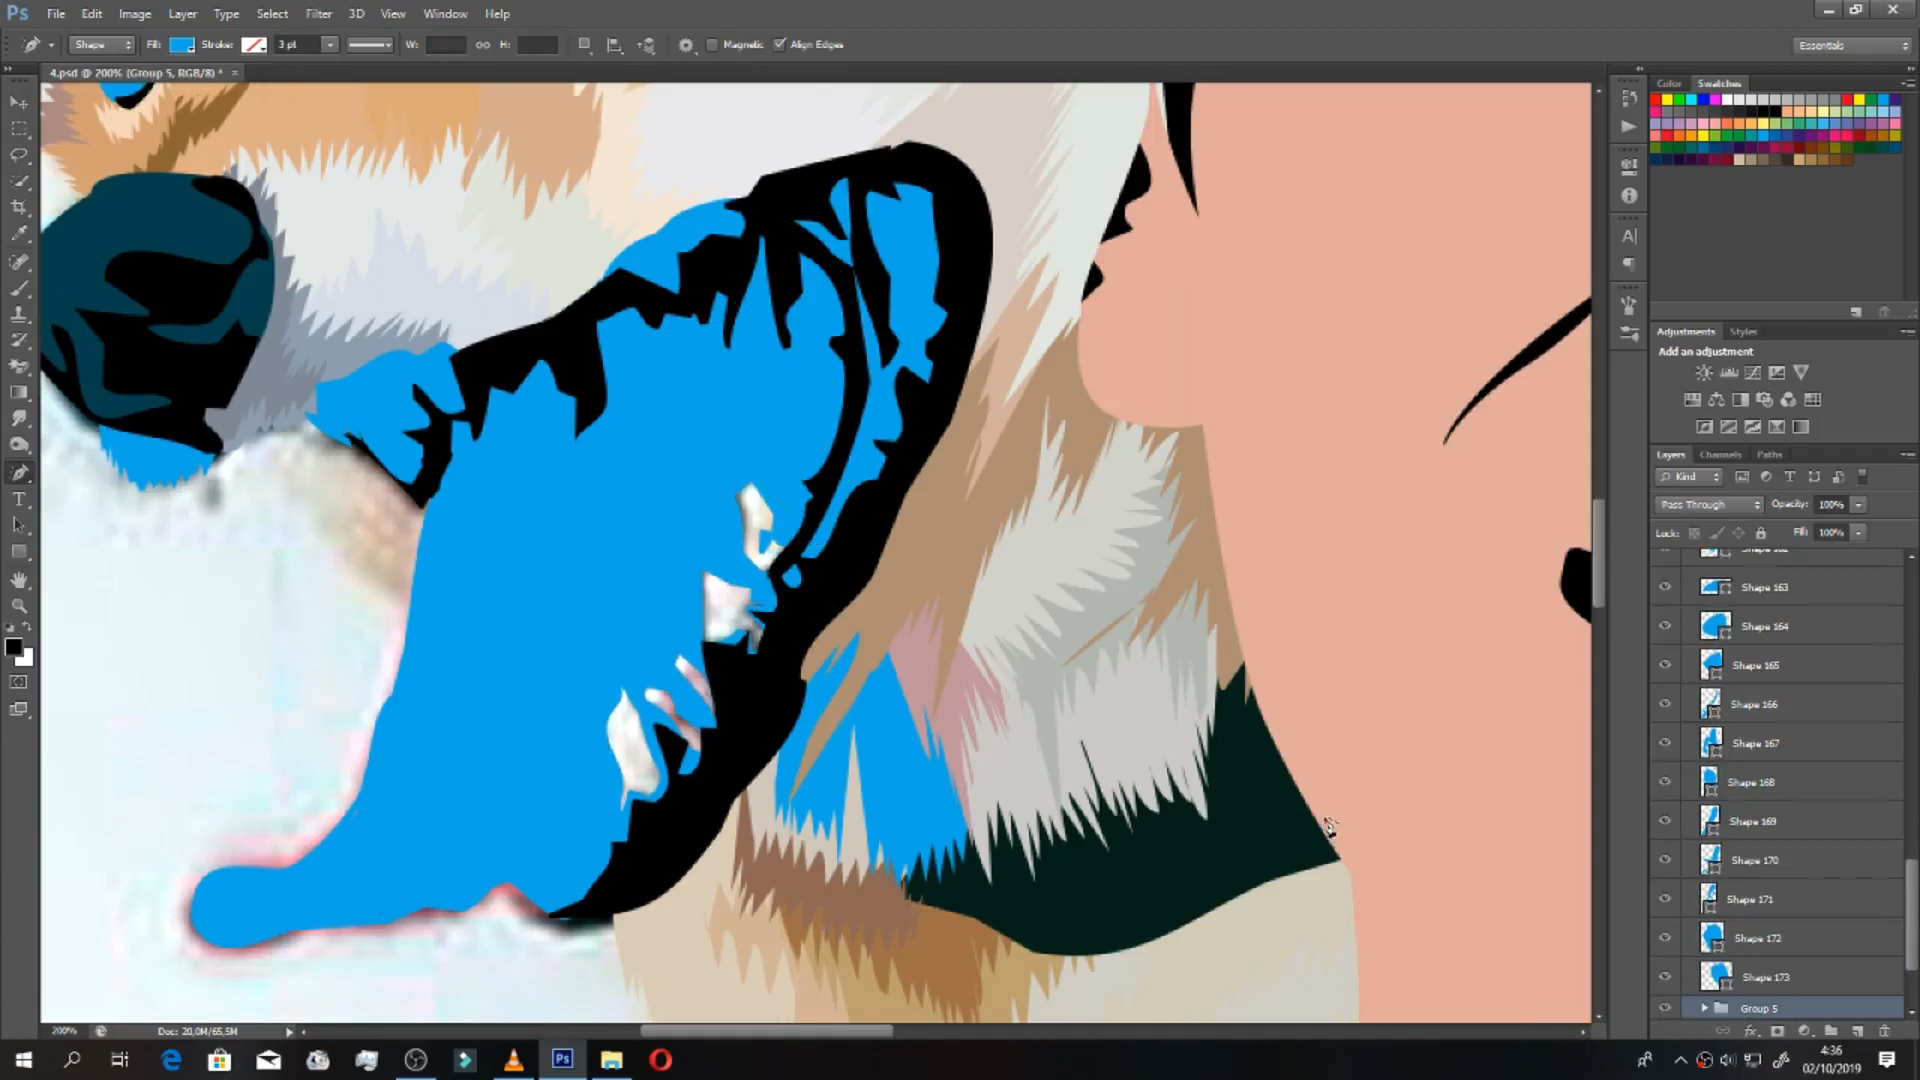 Ps File Edit Image Layer Type Select Filter 3D View Window Help
Shape Fill: Stroke: 3 pt W: H: Magnetic Align Edges Essentials
4.psd @ 200% (Group 5, RGB/8) *
Color Swatches
Adjustments Styles
Add an adjustment
Layers Channels Paths
Kind
Pass Through Opacity: 100%
Lock: Fill: 100%
Shape 163
Shape 164
Shape 165
Shape 166
Shape 167
Shape 168
Shape 169
Shape 170
Shape 171
Shape 172
Shape 173
Group 5
200% Doc: 20,0M/65,5M
4:36
02/10/2019